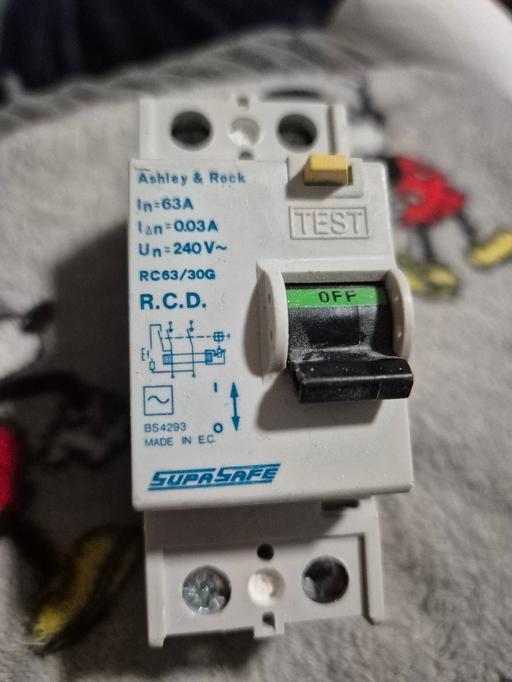 Ashley & Rock
In=63A
IΔn=0.03A
Un=240V~
TEST
RC63/30G
R.C.D.
OFF
E
I
BS4293
O
MADE IN E.C.
SUPASAFE